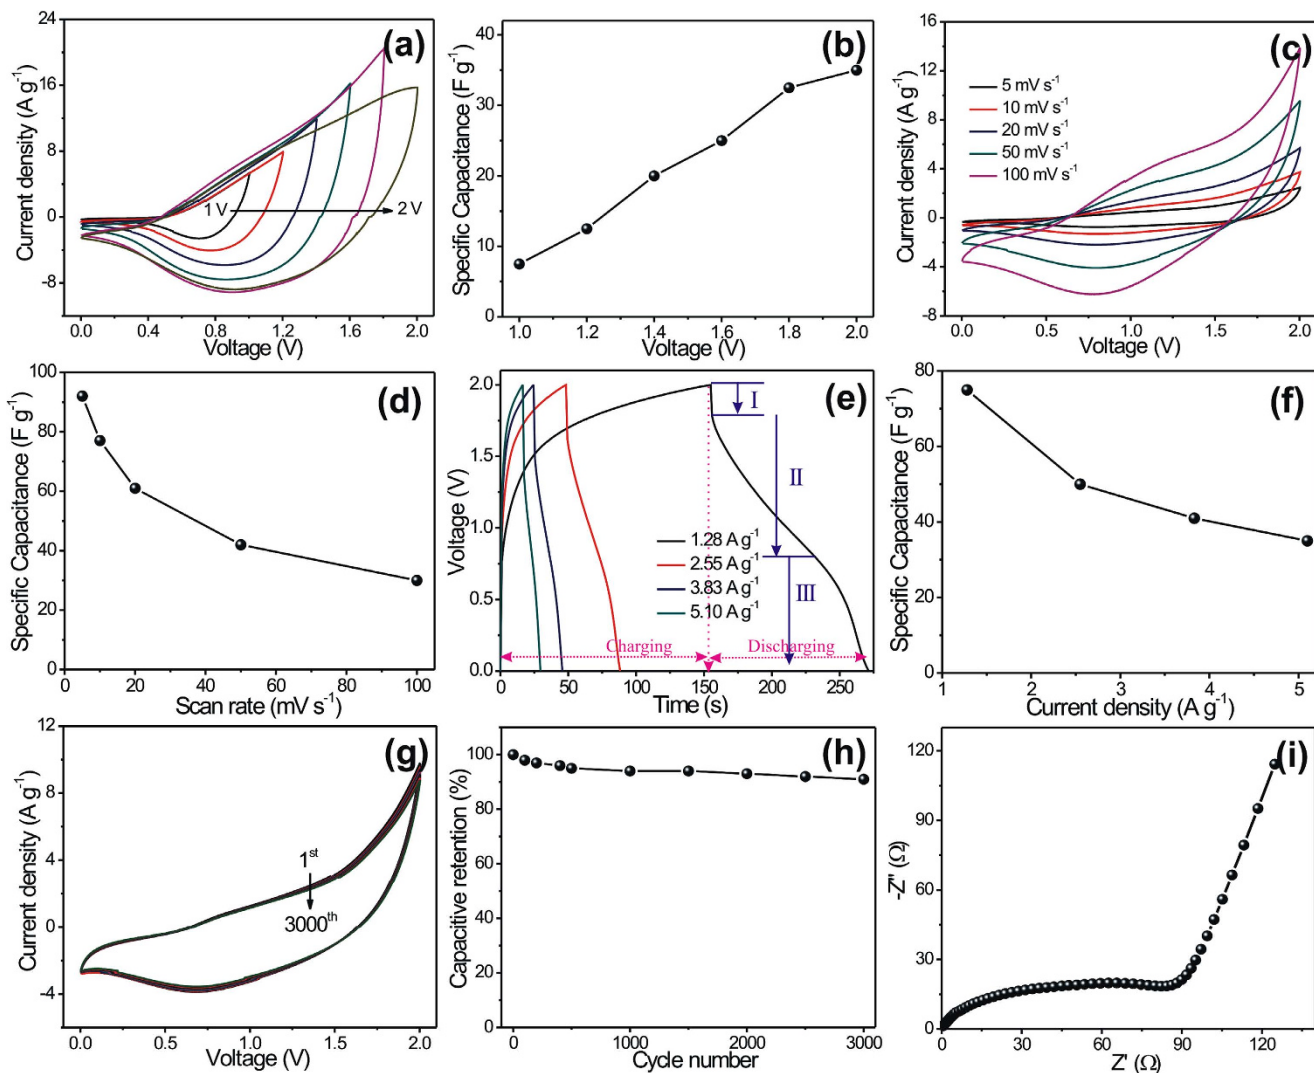 (a)
Current density (A g⁻¹)
24
16
8
0
-8
1 V
2 V
0.0 0.4 0.8 1.2 1.6 2.0
Voltage (V)
(b)
Specific Capacitance (F g⁻¹)
40
30
20
10
0
1.0 1.2 1.4 1.6 1.8 2.0
Voltage (V)
(c)
Current density (A g⁻¹)
16
12
8
4
0
-4
-8
5 mV s⁻¹
10 mV s⁻¹
20 mV s⁻¹
50 mV s⁻¹
100 mV s⁻¹
0.0 0.5 1.0 1.5 2.0
Voltage (V)
(d)
Specific Capacitance (F g⁻¹)
100
80
60
40
20
0
0 20 40 60 80 100
Scan rate (mV s⁻¹)
(e)
Voltage (V)
2.0
1.5
1.0
0.5
0.0
I
II
III
1.28 A g⁻¹
2.55 A g⁻¹
3.83 A g⁻¹
5.10 A g⁻¹
Charging
Discharging
0 50 100 150 200 250
Time (s)
(f)
Specific Capacitance (F g⁻¹)
80
60
40
20
0
1 2 3 4 5
Current density (A g⁻¹)
(g)
Current density (A g⁻¹)
12
8
4
0
-4
1ˢᵗ
3000ᵗʰ
0.0 0.5 1.0 1.5 2.0
Voltage (V)
(h)
Capacitive retention (%)
100
80
60
40
20
0
0 1000 2000 3000
Cycle number
(i)
-Z" (Ω)
120
90
60
30
0
0 30 60 90 120
Z' (Ω)